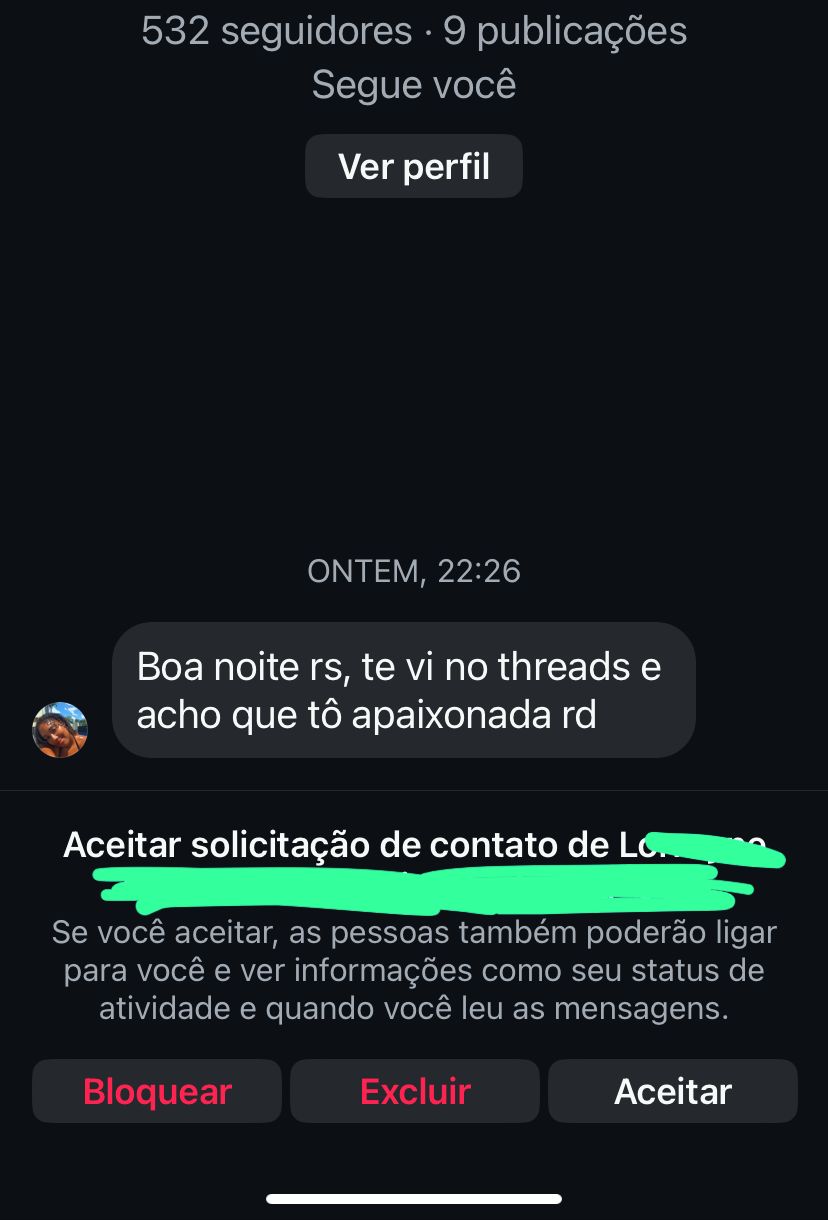 532 seguidores · 9 publicações
Segue você
Ver perfil
ONTEM, 22:26
Boa noite rs, te vi no threads e
acho que tô apaixonada rd
Aceitar solicitação de contato de
Se você aceitar, as pessoas também poderão ligar
para você e ver informações como seu status de
atividade e quando você leu as mensagens.
Bloquear
Excluir
Aceitar